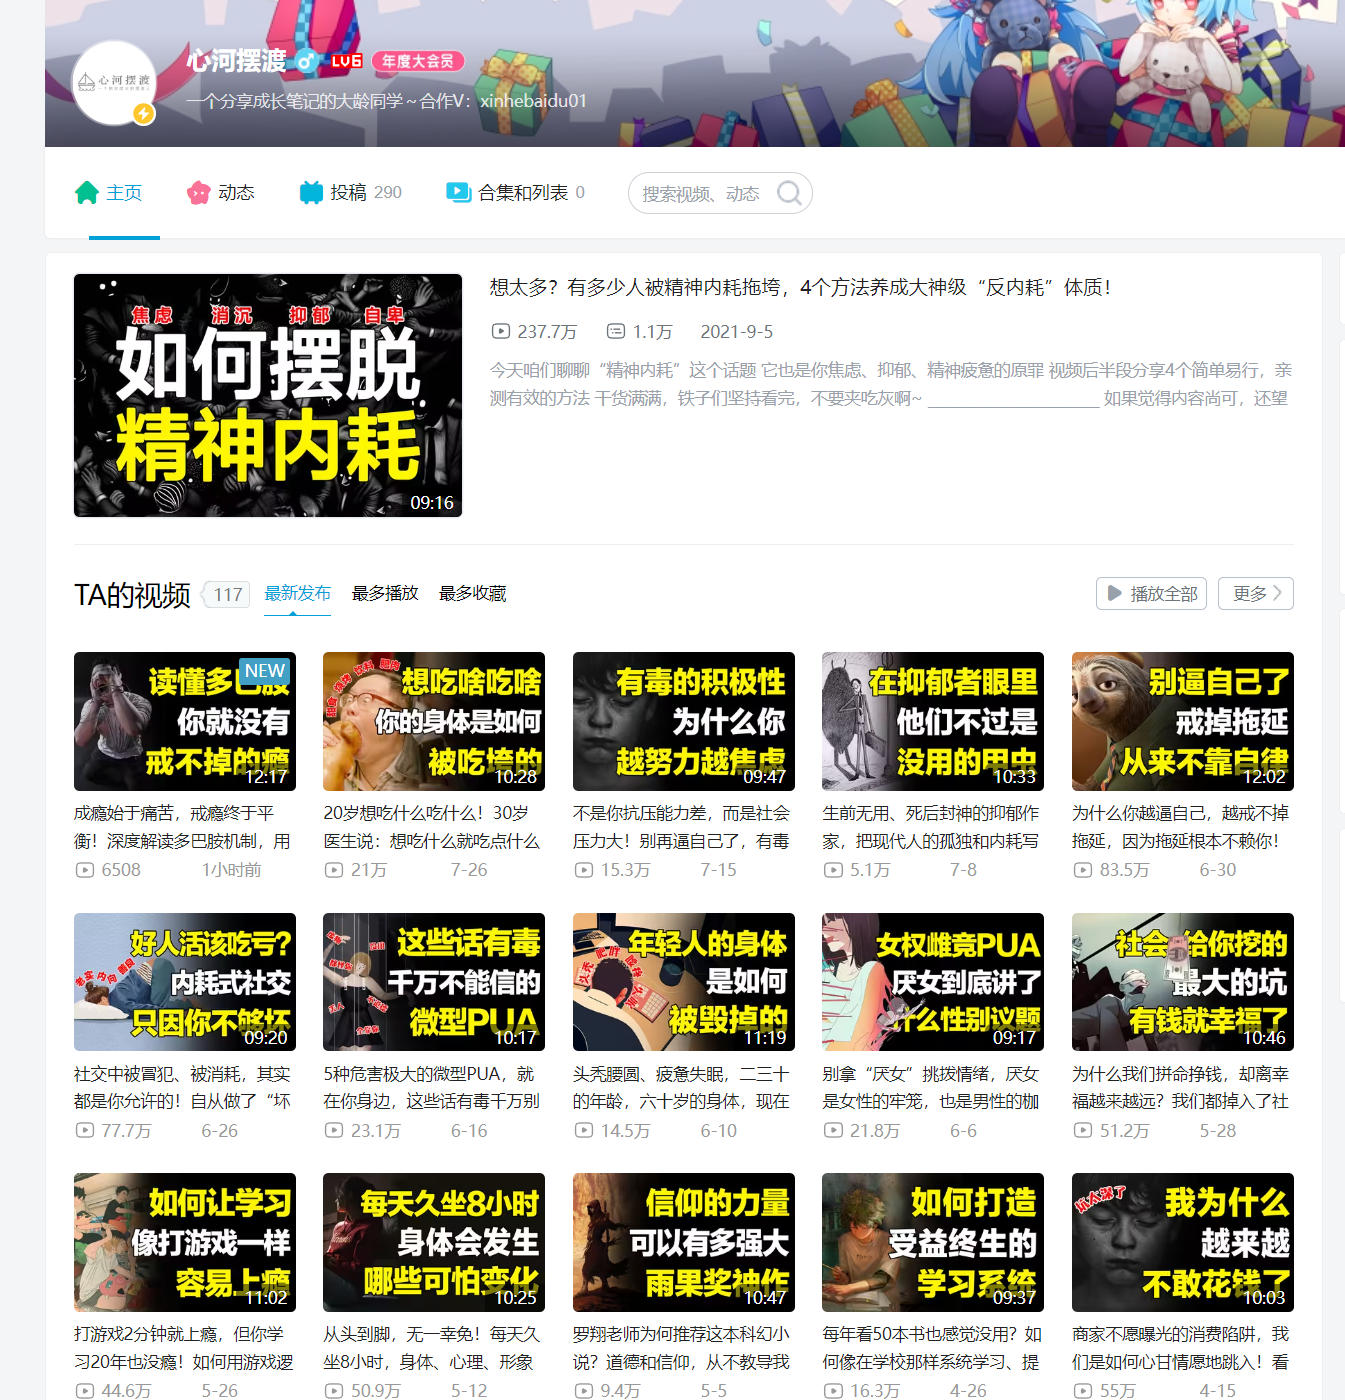 心河摆渡 LV6 年度大会员
心河摆渡
一个分享成长笔记的大龄同学～合作V：xinhebaidu01
主页 动态 投稿 290 合集和列表 0 搜索视频、动态
焦虑 消沉 抑郁 自卑
如何摆脱
精神内耗
09:16
想太多？有多少人被精神内耗拖垮，4个方法养成大神级“反内耗”体质！
237.7万 1.1万 2021-9-5
今天咱们聊聊“精神内耗”这个话题 它也是你焦虑、抑郁、精神疲惫的原罪 视频后半段分享4个简单易行，亲
测有效的方法 干货满满，铁子们坚持看完，不要夹吃灰啊~ ____________________ 如果觉得内容尚可，还望
TA的视频 117 最新发布 最多播放 最多收藏 播放全部 更多
NEW
读懂多巴胺
你就没有
戒不掉的瘾
12:17
成瘾始于痛苦，戒瘾终于平
衡！深度解读多巴胺机制，用
6508 1小时前
甜食 烧烤 饮料 肥肉
想吃啥吃啥
你的身体是如何
被吃垮的
10:28
20岁想吃什么吃什么！30岁
医生说：想吃什么就吃点什么
21万 7-26
有毒的积极性
为什么你
越努力越焦虑
09:47
不是你抗压能力差，而是社会
压力大！别再逼自己了，有毒
15.3万 7-15
在抑郁者眼里
他们不过是
没用的甲虫
10:33
生前无用、死后封神的抑郁作
家，把现代人的孤独和内耗写
5.1万 7-8
别逼自己了
戒掉拖延
从来不靠自律
12:02
为什么你越逼自己，越戒不掉
拖延，因为拖延根本不赖你！
83.5万 6-30
老实 内向 善良
好人活该吃亏？
内耗式社交
只因你不够坏
09:20
社交中被冒犯、被消耗，其实
都是你允许的！自从做了“坏
77.7万 6-26
这些话有毒
千万不能信的
微型PUA
10:17
5种危害极大的微型PUA，就
在你身边，这些话有毒千万别
23.1万 6-16
头秃 肥胖
年轻人的身体
是如何
被毁掉的
11:19
头秃腰圆、疲惫失眠，二三十
的年龄，六十岁的身体，现在
14.5万 6-10
女权雌竞PUA
厌女到底讲了
什么性别议题
09:17
别拿“厌女”挑拨情绪，厌女
是女性的牢笼，也是男性的枷
21.8万 6-6
社会给你挖的
最大的坑
有钱就幸福了
10:46
为什么我们拼命挣钱，却离幸
福越来越远？我们都掉入了社
51.2万 5-28
如何让学习
像打游戏一样
容易上瘾
11:02
打游戏2分钟就上瘾，但你学
习20年也没瘾！如何用游戏逻
44.6万 5-26
每天久坐8小时
身体会发生
哪些可怕变化
10:25
从头到脚，无一幸免！每天久
坐8小时，身体、心理、形象
50.9万 5-12
信仰的力量
可以有多强大
雨果奖神作
10:47
罗翔老师为何推荐这本科幻小
说？道德和信仰，从不教导我
9.4万 5-5
如何打造
受益终生的
学习系统
09:37
每年看50本书也感觉没用？如
何像在学校那样系统学习、提
16.3万 4-26
坑太深了
我为什么
越来越
不敢花钱了
10:03
商家不愿曝光的消费陷阱，我
们是如何心甘情愿地跳入！看
55万 4-15